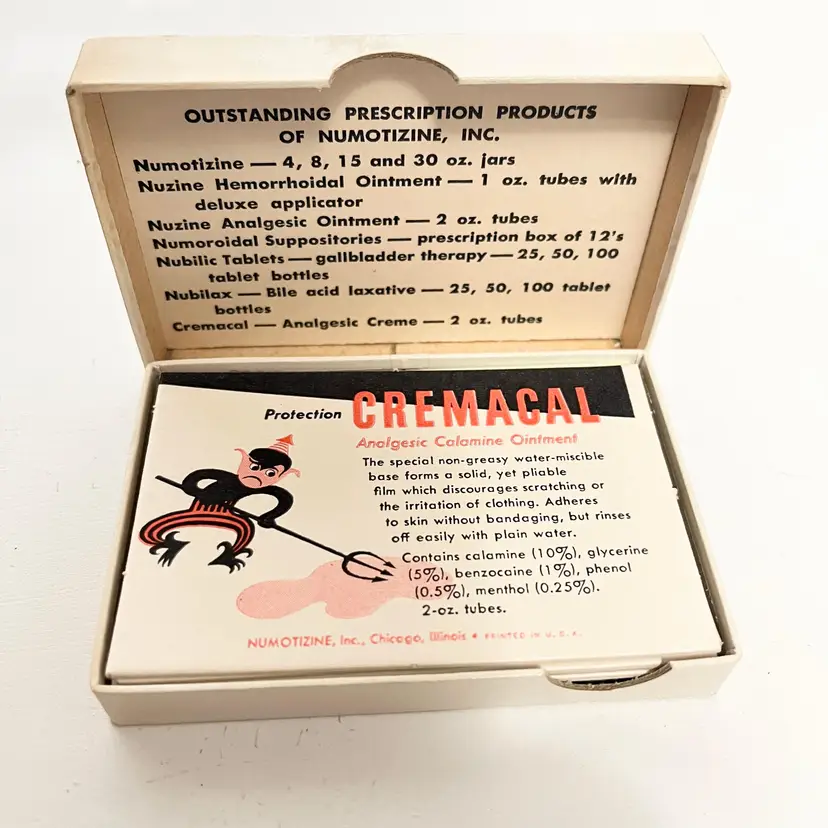 OUTSTANDING PRESCRIPTION PRODUCTS
OF NUMOTIZINE, INC.
Numotizine — 4, 8, 15 and 30 oz. jars
Nuzine Hemorrhoidal Ointment — 1 oz. tubes with
deluxe applicator
Nuzine Analgesic Ointment — 2 oz. tubes
Numoroidal Suppositories — prescription box of 12's
Nubilic Tablets — gallbladder therapy — 25, 50, 100
tablet bottles
Nubilax — Bile acid laxative — 25, 50, 100 tablet
bottles
Cremacal — Analgesic Creme — 2 oz. tubes
Protection CREMACAL
Analgesic Calamine Ointment
The special non-greasy water-miscible
base forms a solid, yet pliable
film which discourages scratching or
the irritation of clothing. Adheres
to skin without bandaging, but rinses
off easily with plain water.
Contains calamine (10%), glycerine
(5%), benzocaine (1%), phenol
(0.5%), menthol (0.25%).
2-oz. tubes.
NUMOTIZINE, Inc., Chicago, Illinois • PRINTED IN U. S. A.